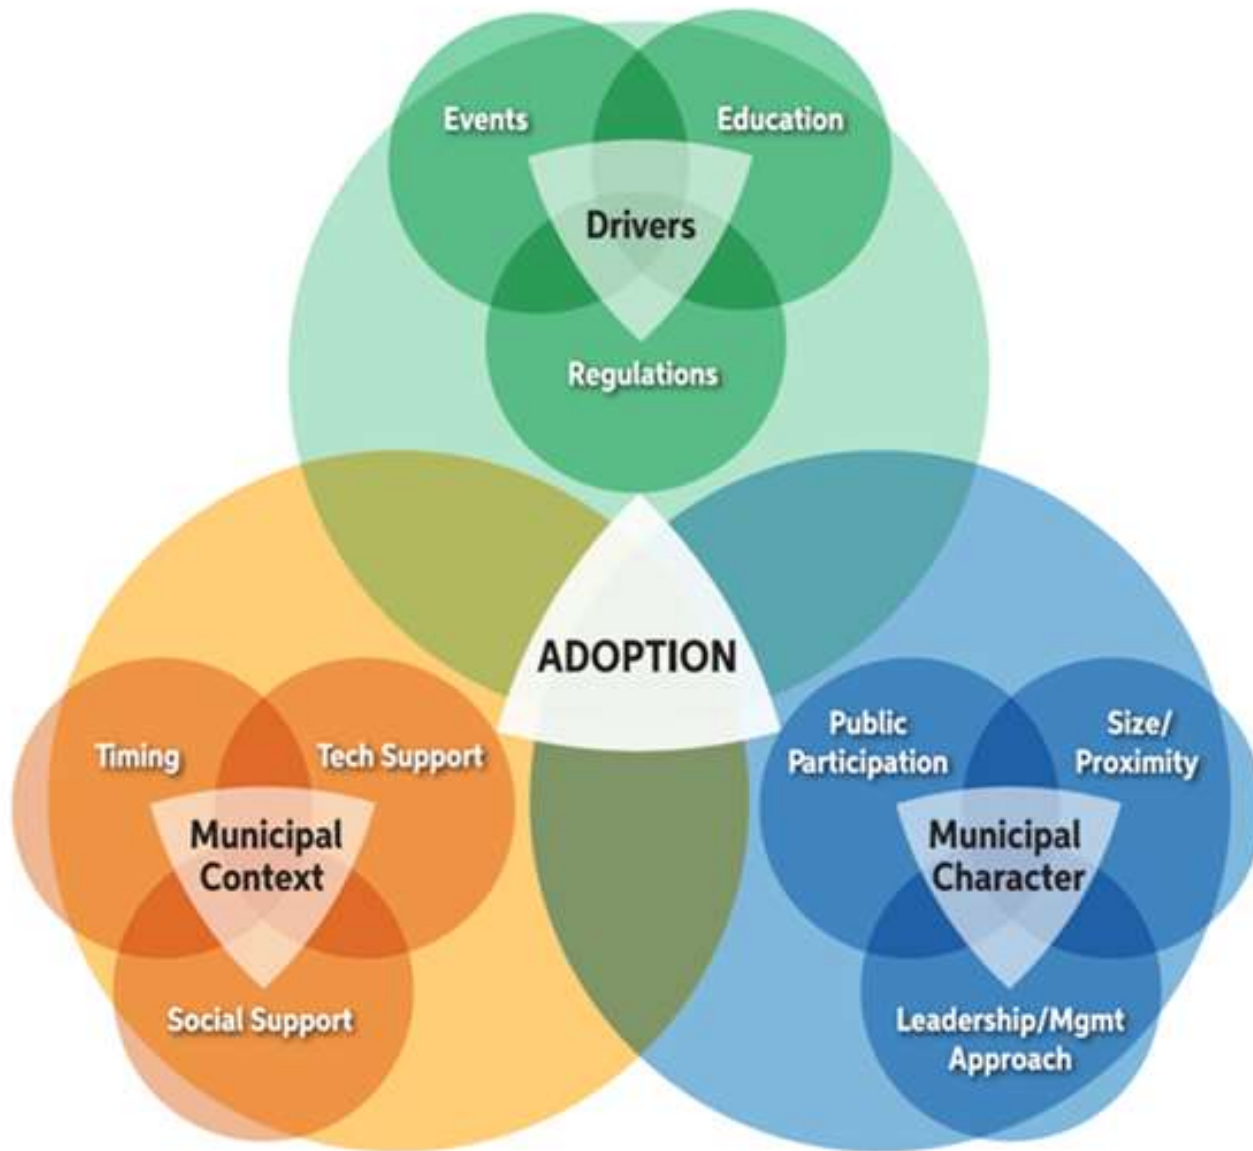 Events
Education
Drivers
Regulations
ADOPTION
Timing
Tech Support
Municipal
Context
Social Support
Public
Participation
Size/
Proximity
Municipal
Character
Leadership/Mgmt
Approach